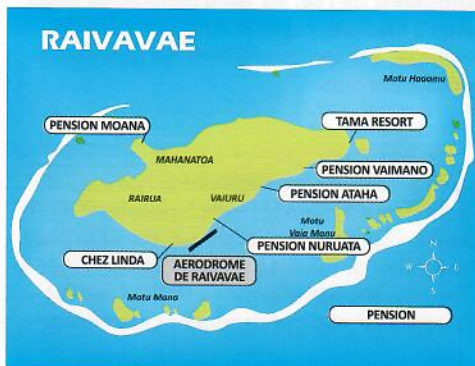 RAIVAVAE
Motu Haoamu
PENSION MOANA
TAMA RESORT
MAHANATOA
PENSION VAIMANO
RAIRUA
VAIURU
PENSION ATAHA
Motu
Vaia Manu
PENSION NURUATA
CHEZ LINDA
AERODROME
DE RAIVAVAE
Motu Mano
N
S
PENSION